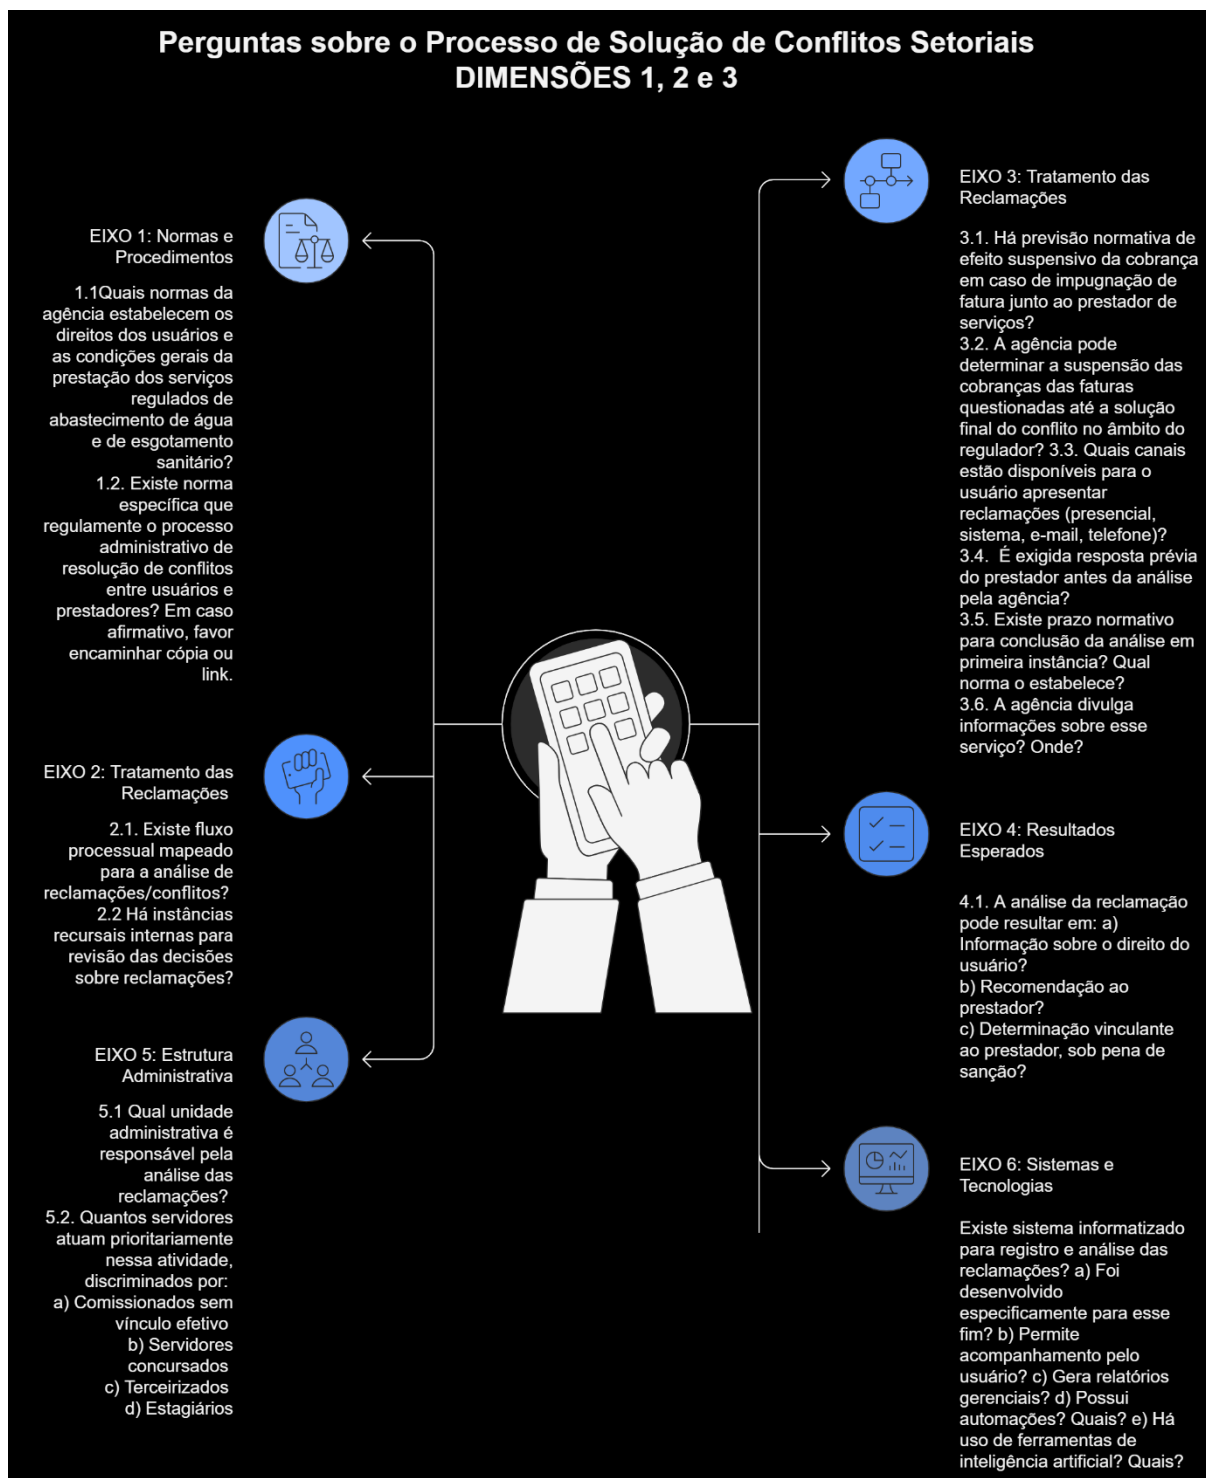 Perguntas sobre o Processo de Solução de Conflitos Setoriais
DIMENSÕES 1, 2 e 3
EIXO 1: Normas e
Procedimentos
1.1Quais normas da
agência estabelecem os
direitos dos usuários e
as condições gerais da
prestação dos serviços
regulados de
abastecimento de água
e de esgotamento
sanitário?
1.2. Existe norma
específica que
regulamente o processo
administrativo de
resolução de conflitos
entre usuários e
prestadores? Em caso
afirmativo, favor
encaminhar cópia ou
link.
EIXO 2: Tratamento das
Reclamações
2.1. Existe fluxo
processual mapeado
para a análise de
reclamações/conflitos?
2.2 Há instâncias
recursais internas para
revisão das decisões
sobre reclamações?
EIXO 5: Estrutura
Administrativa
5.1 Qual unidade
administrativa é
responsável pela
análise das
reclamações?
5.2. Quantos servidores
atuam prioritariamente
nessa atividade,
discriminados por:
a) Comissionados sem
vínculo efetivo
b) Servidores
concursados
c) Terceirizados
d) Estagiários
EIXO 3: Tratamento das
Reclamações
3.1. Há previsão normativa de
efeito suspensivo da cobrança
em caso de impugnação de
fatura junto ao prestador de
serviços?
3.2. A agência pode
determinar a suspensão das
cobranças das faturas
questionadas até a solução
final do conflito no âmbito do
regulador? 3.3. Quais canais
estão disponíveis para o
usuário apresentar
reclamações (presencial,
sistema, e-mail, telefone)?
3.4. É exigida resposta prévia
do prestador antes da análise
pela agência?
3.5. Existe prazo normativo
para conclusão da análise em
primeira instância? Qual
norma o estabelece?
3.6. A agência divulga
informações sobre esse
serviço? Onde?
EIXO 4: Resultados
Esperados
4.1. A análise da reclamação
pode resultar em: a)
Informação sobre o direito do
usuário?
b) Recomendação ao
prestador?
c) Determinação vinculante
ao prestador, sob pena de
sanção?
EIXO 6: Sistemas e
Tecnologias
Existe sistema informatizado
para registro e análise das
reclamações? a) Foi
desenvolvido
especificamente para esse
fim? b) Permite
acompanhamento pelo
usuário? c) Gera relatórios
gerenciais? d) Possui
automações? Quais? e) Há
uso de ferramentas de
inteligência artificial? Quais?